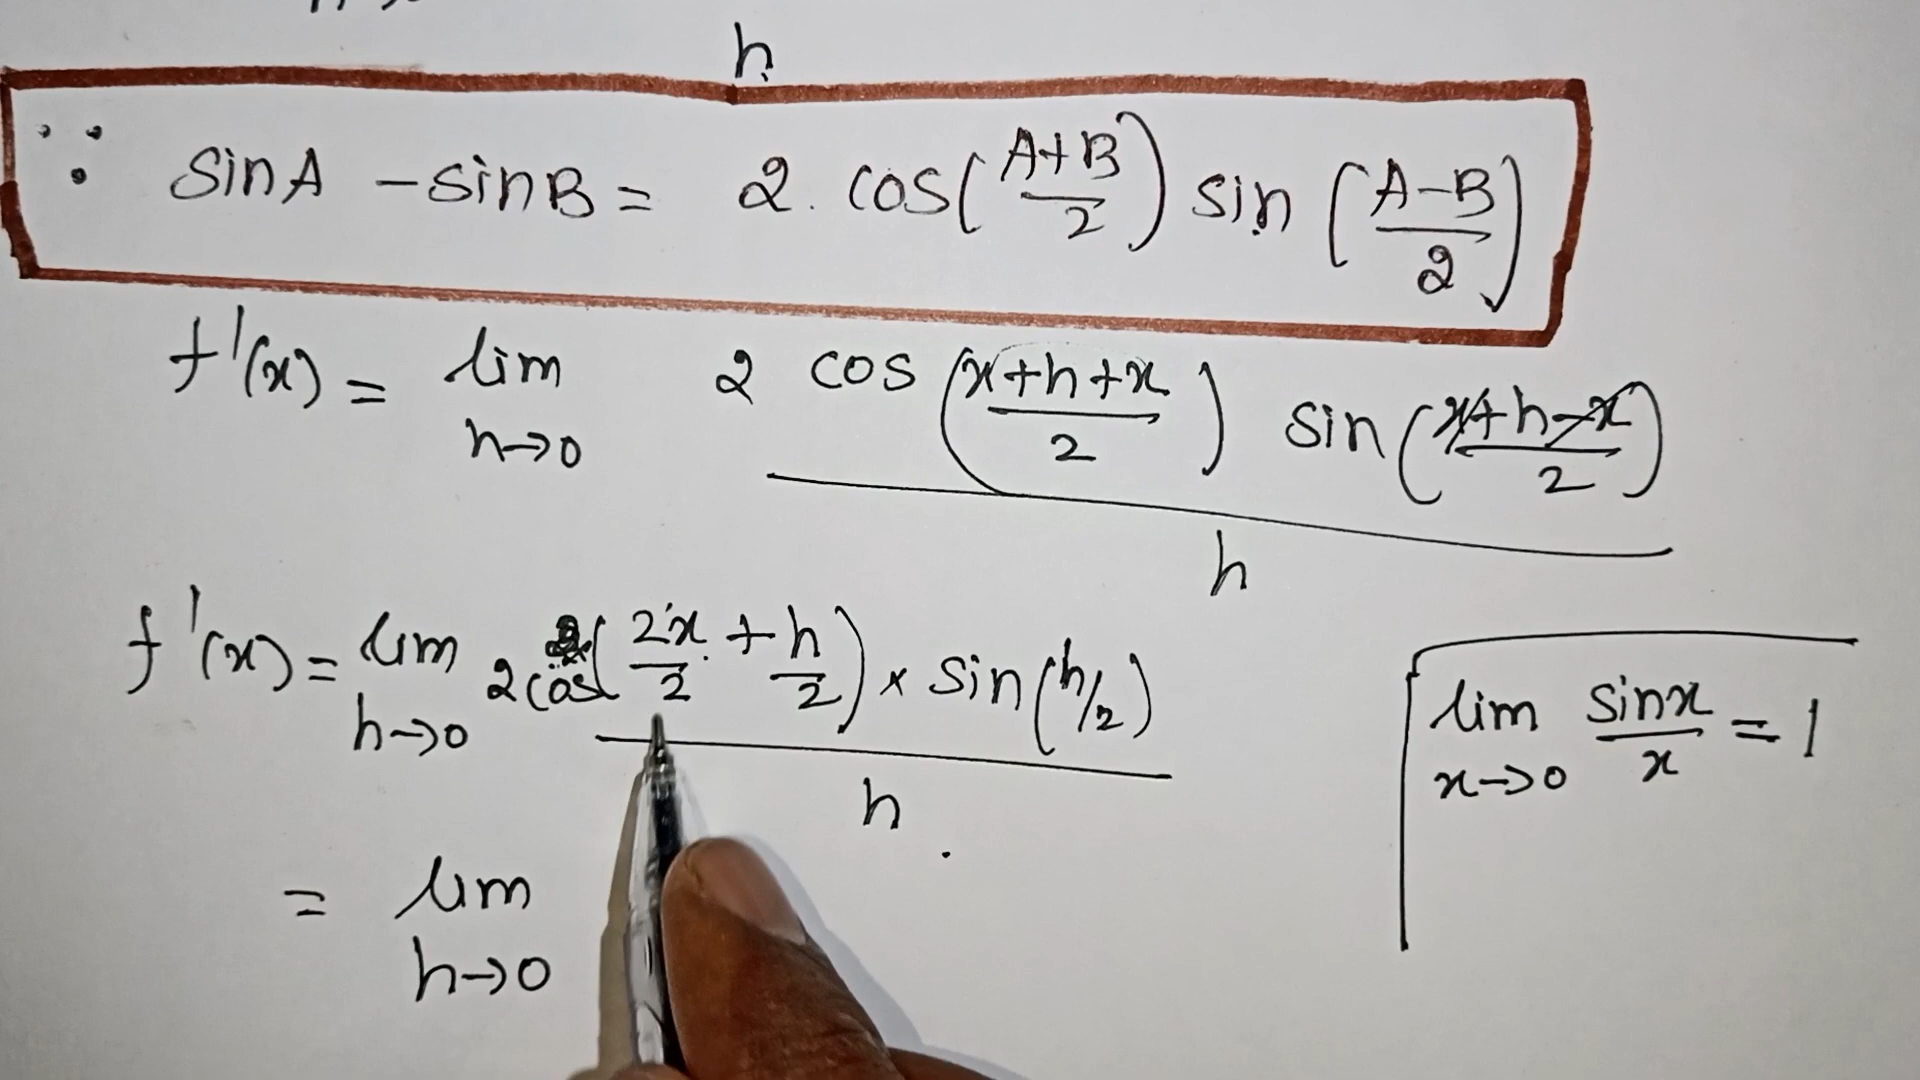 h
∵ sinA - sinB = 2. cos(A+B/2) sin(A-B/2)
f'(x) = lim h→0 2 cos(x+h+x/2) sin(x+h-x/2) / h
f'(x) = lim h→0 2cos(2x/2 + h/2) × sin(h/2) / h
lim x→0 sinx/x = 1
= lim h→0